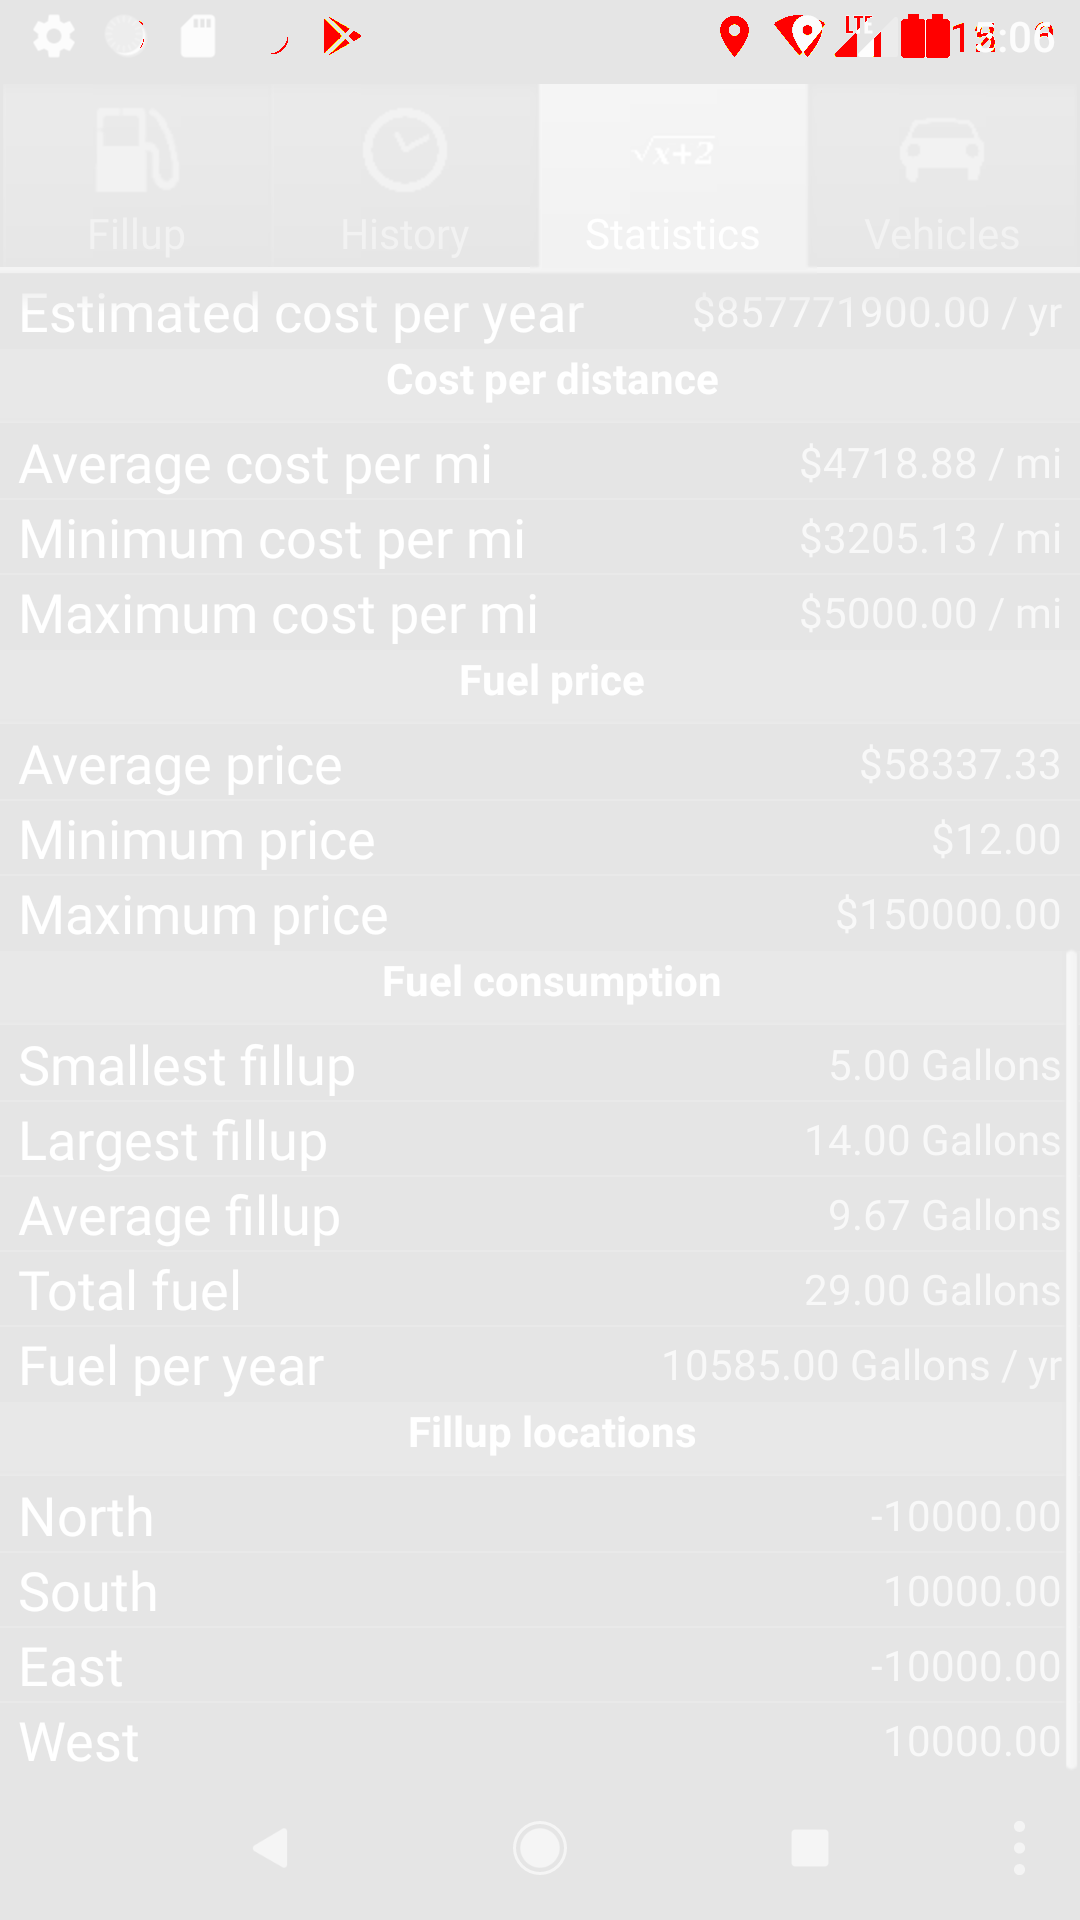 LTE
Fillup History √x+2 Statistics Vehicles
Estimated cost per year $857771900.00 / yr
Cost per distance
Average cost per mi $4718.88 / mi
Minimum cost per mi $3205.13 / mi
Maximum cost per mi $5000.00 / mi
Fuel price
Average price $58337.33
Minimum price $12.00
Maximum price $150000.00
Fuel consumption
Smallest fillup 5.00 Gallons
Largest fillup 14.00 Gallons
Average fillup 9.67 Gallons
Total fuel 29.00 Gallons
Fuel per year 10585.00 Gallons / yr
Fillup locations
North -10000.00
South 10000.00
East -10000.00
West 10000.00